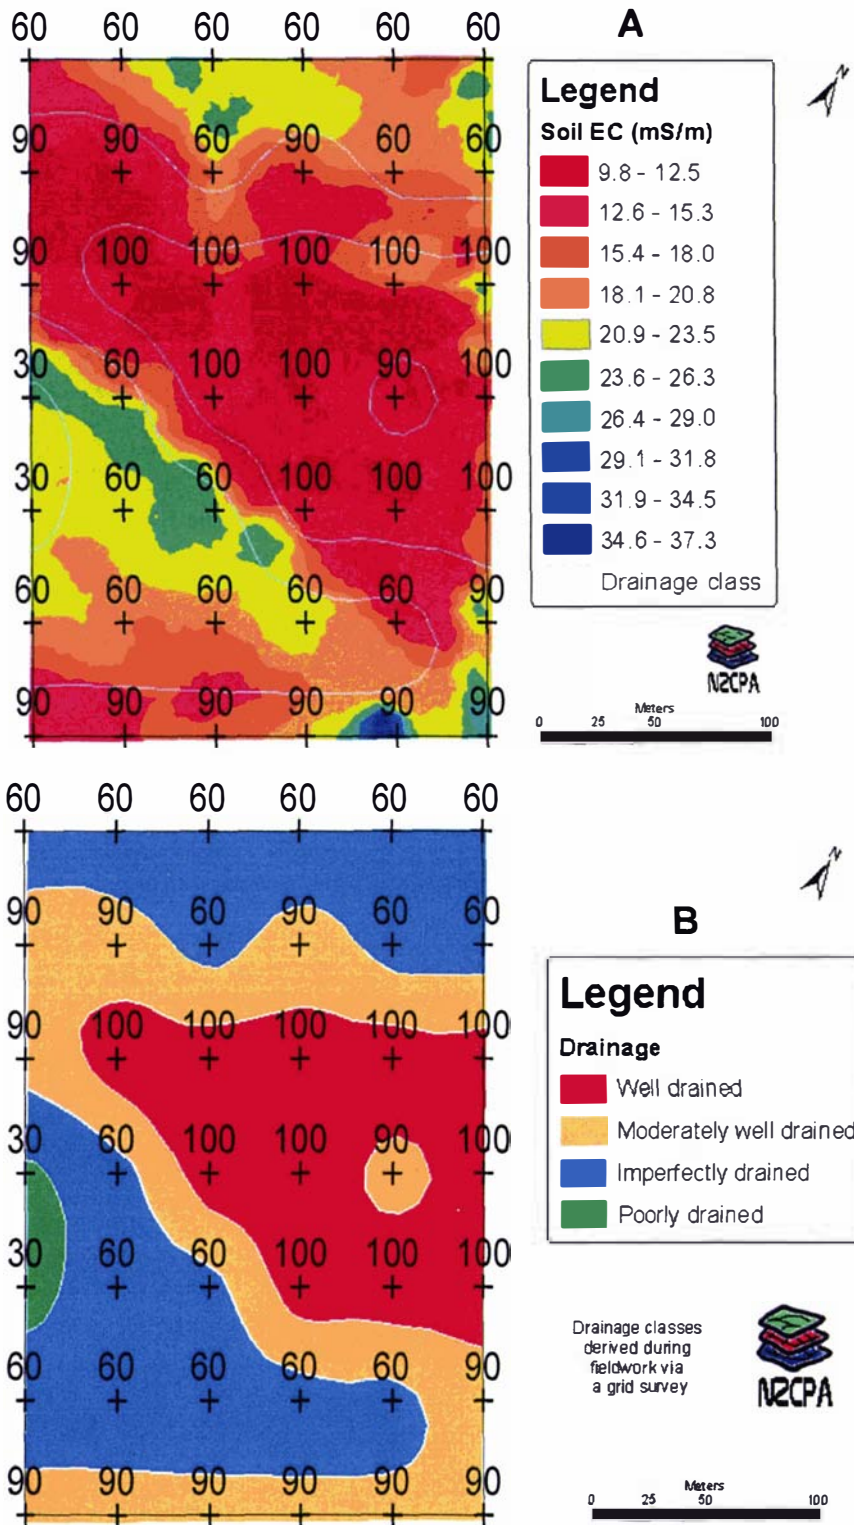 60 60 60 60 60 60
A
N
Legend
Soil EC (mS/m)
9.8 - 12.5
12.6 - 15.3
15.4 - 18.0
18.1 - 20.8
20.9 - 23.5
23.6 - 26.3
26.4 - 29.0
29.1 - 31.8
31.9 - 34.5
34.6 - 37.3
Drainage class
90 90 60 90 60 60
90 100 100 100 100 100
30 60 100 100 90 100
30 60 60 100 100 100
60 60 60 60 60 90
90 90 90 90 90 90
NZCPA
Meters
0 25 50 100
60 60 60 60 60 60
N
B
90 90 60 90 60 60
90 100 100 100 100 100
30 60 100 100 90 100
30 60 60 100 100 100
60 60 60 60 60 90
90 90 90 90 90 90
Legend
Drainage
Well drained
Moderately well drained
Imperfectly drained
Poorly drained
Drainage classes
derived during
fieldwork via
a grid survey
NZCPA
Meters
0 25 50 100